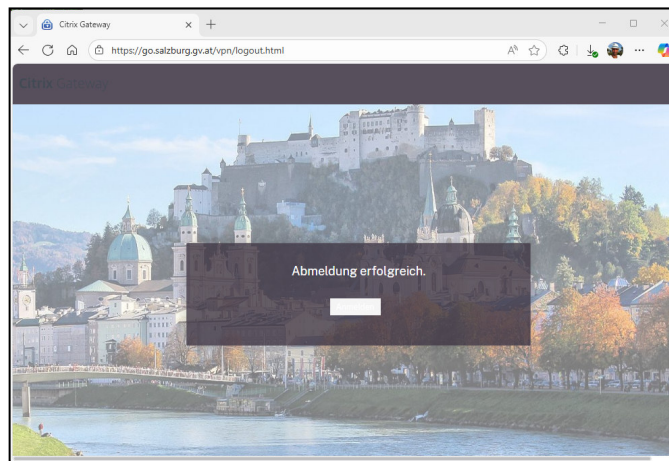 Citrix Gateway
https://go.salzburg.gv.at/vpn/logout.html
Citrix Gateway
Abmeldung erfolgreich.